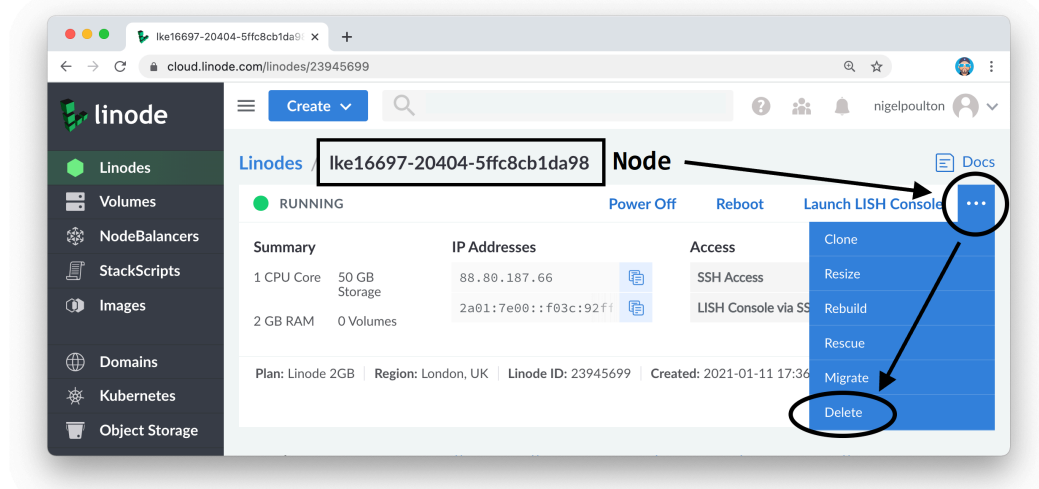 lke16697-20404-5ffc8cb1da98
cloud.linode.com/linodes/23945699
linode
Create
nigelpoulton
Linodes / lke16697-20404-5ffc8cb1da98 Node
Docs
Linodes
Volumes
NodeBalancers
StackScripts
Images
Domains
Kubernetes
Object Storage
RUNNING Power Off Reboot Launch LISH Console ...
Summary IP Addresses Access
1 CPU Core 50 GB Storage 88.80.187.66 SSH Access
2 GB RAM 0 Volumes 2a01:7e00::f03c:92ff LISH Console via SS
Plan: Linode 2GB Region: London, UK Linode ID: 23945699 Created: 2021-01-11 17:36
Clone
Resize
Rebuild
Rescue
Migrate
Delete